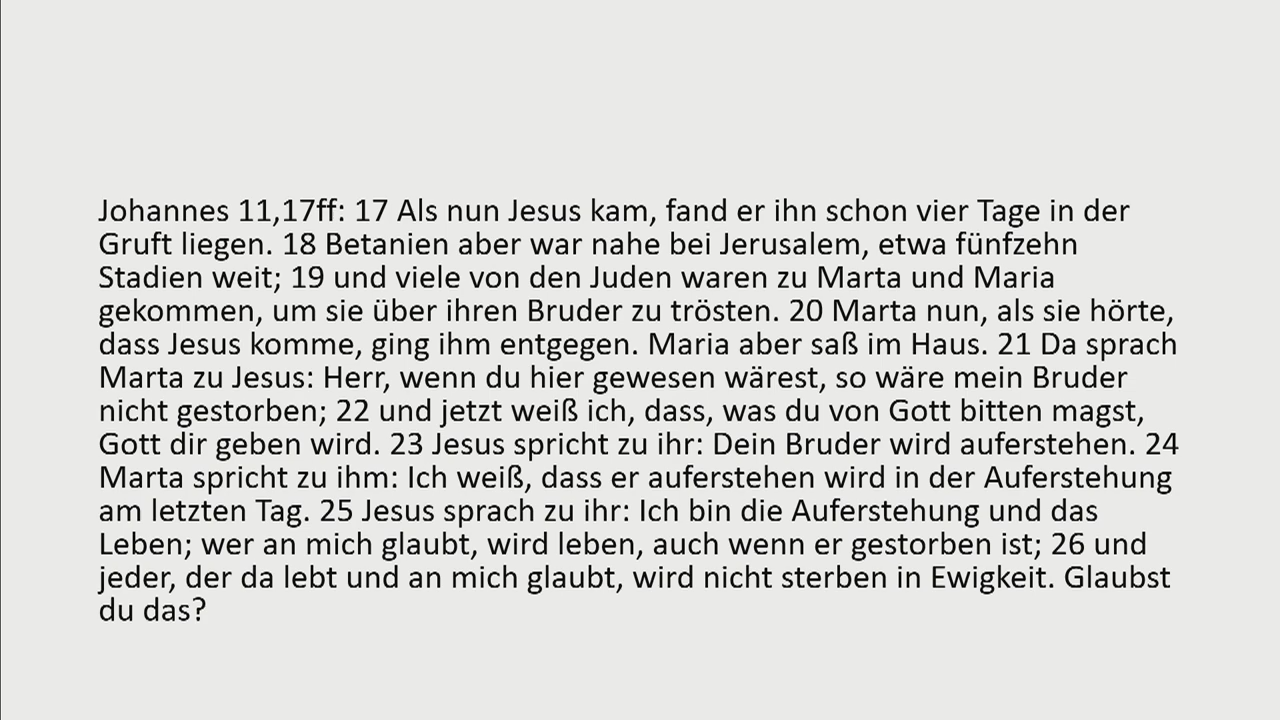 Johannes 11,17ff: 17 Als nun Jesus kam, fand er ihn schon vier Tage in der
Gruft liegen. 18 Betanien aber war nahe bei Jerusalem, etwa fünfzehn
Stadien weit; 19 und viele von den Juden waren zu Marta und Maria
gekommen, um sie über ihren Bruder zu trösten. 20 Marta nun, als sie hörte,
dass Jesus komme, ging ihm entgegen. Maria aber saß im Haus. 21 Da sprach
Marta zu Jesus: Herr, wenn du hier gewesen wärest, so wäre mein Bruder
nicht gestorben; 22 und jetzt weiß ich, dass, was du von Gott bitten magst,
Gott dir geben wird. 23 Jesus spricht zu ihr: Dein Bruder wird auferstehen. 24
Marta spricht zu ihm: Ich weiß, dass er auferstehen wird in der Auferstehung
am letzten Tag. 25 Jesus sprach zu ihr: Ich bin die Auferstehung und das
Leben; wer an mich glaubt, wird leben, auch wenn er gestorben ist; 26 und
jeder, der da lebt und an mich glaubt, wird nicht sterben in Ewigkeit. Glaubst
du das?